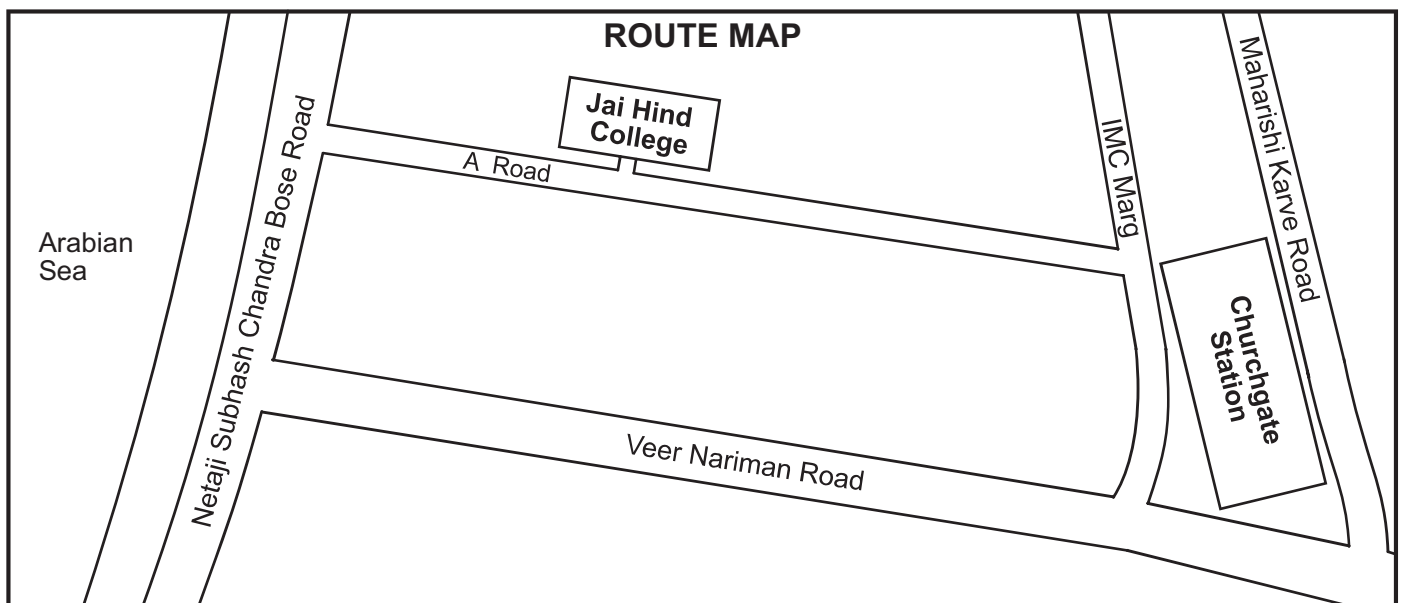 ROUTE MAP
Jai Hind
College
A Road
Netaji Subhash Chandra Bose Road
IMC Marg
Maharishi Karve Road
Arabian
Sea
Churchgate
Station
Veer Nariman Road